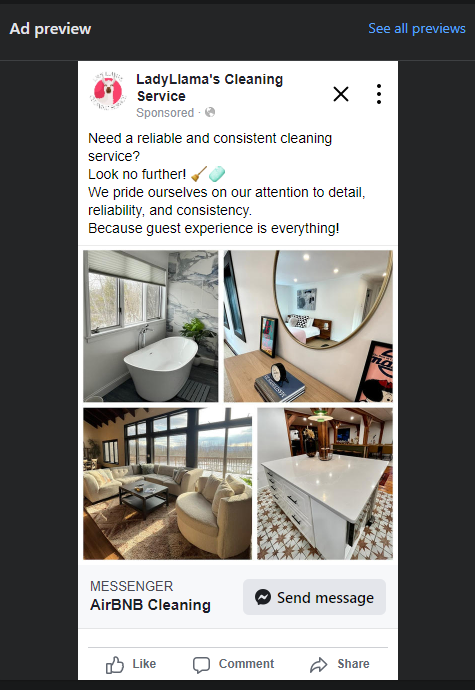 Ad preview
See all previews
LadyLlama's Cleaning
Service
Sponsored ·
Need a reliable and consistent cleaning
service?
Look no further! 🧹🧼
We pride ourselves on our attention to detail,
reliability, and consistency.
Because guest experience is everything!
MESSENGER
AirBNB Cleaning
Send message
Like
Comment
Share